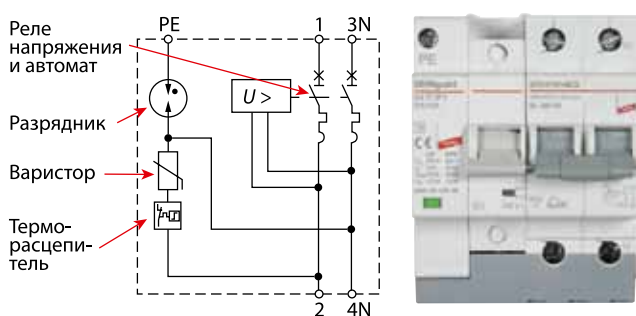 PE
1
3N
Реле
напряжения
и автомат
U >
Разрядник
Варистор
Термо-
расцепи-
тель
2
4N
PE